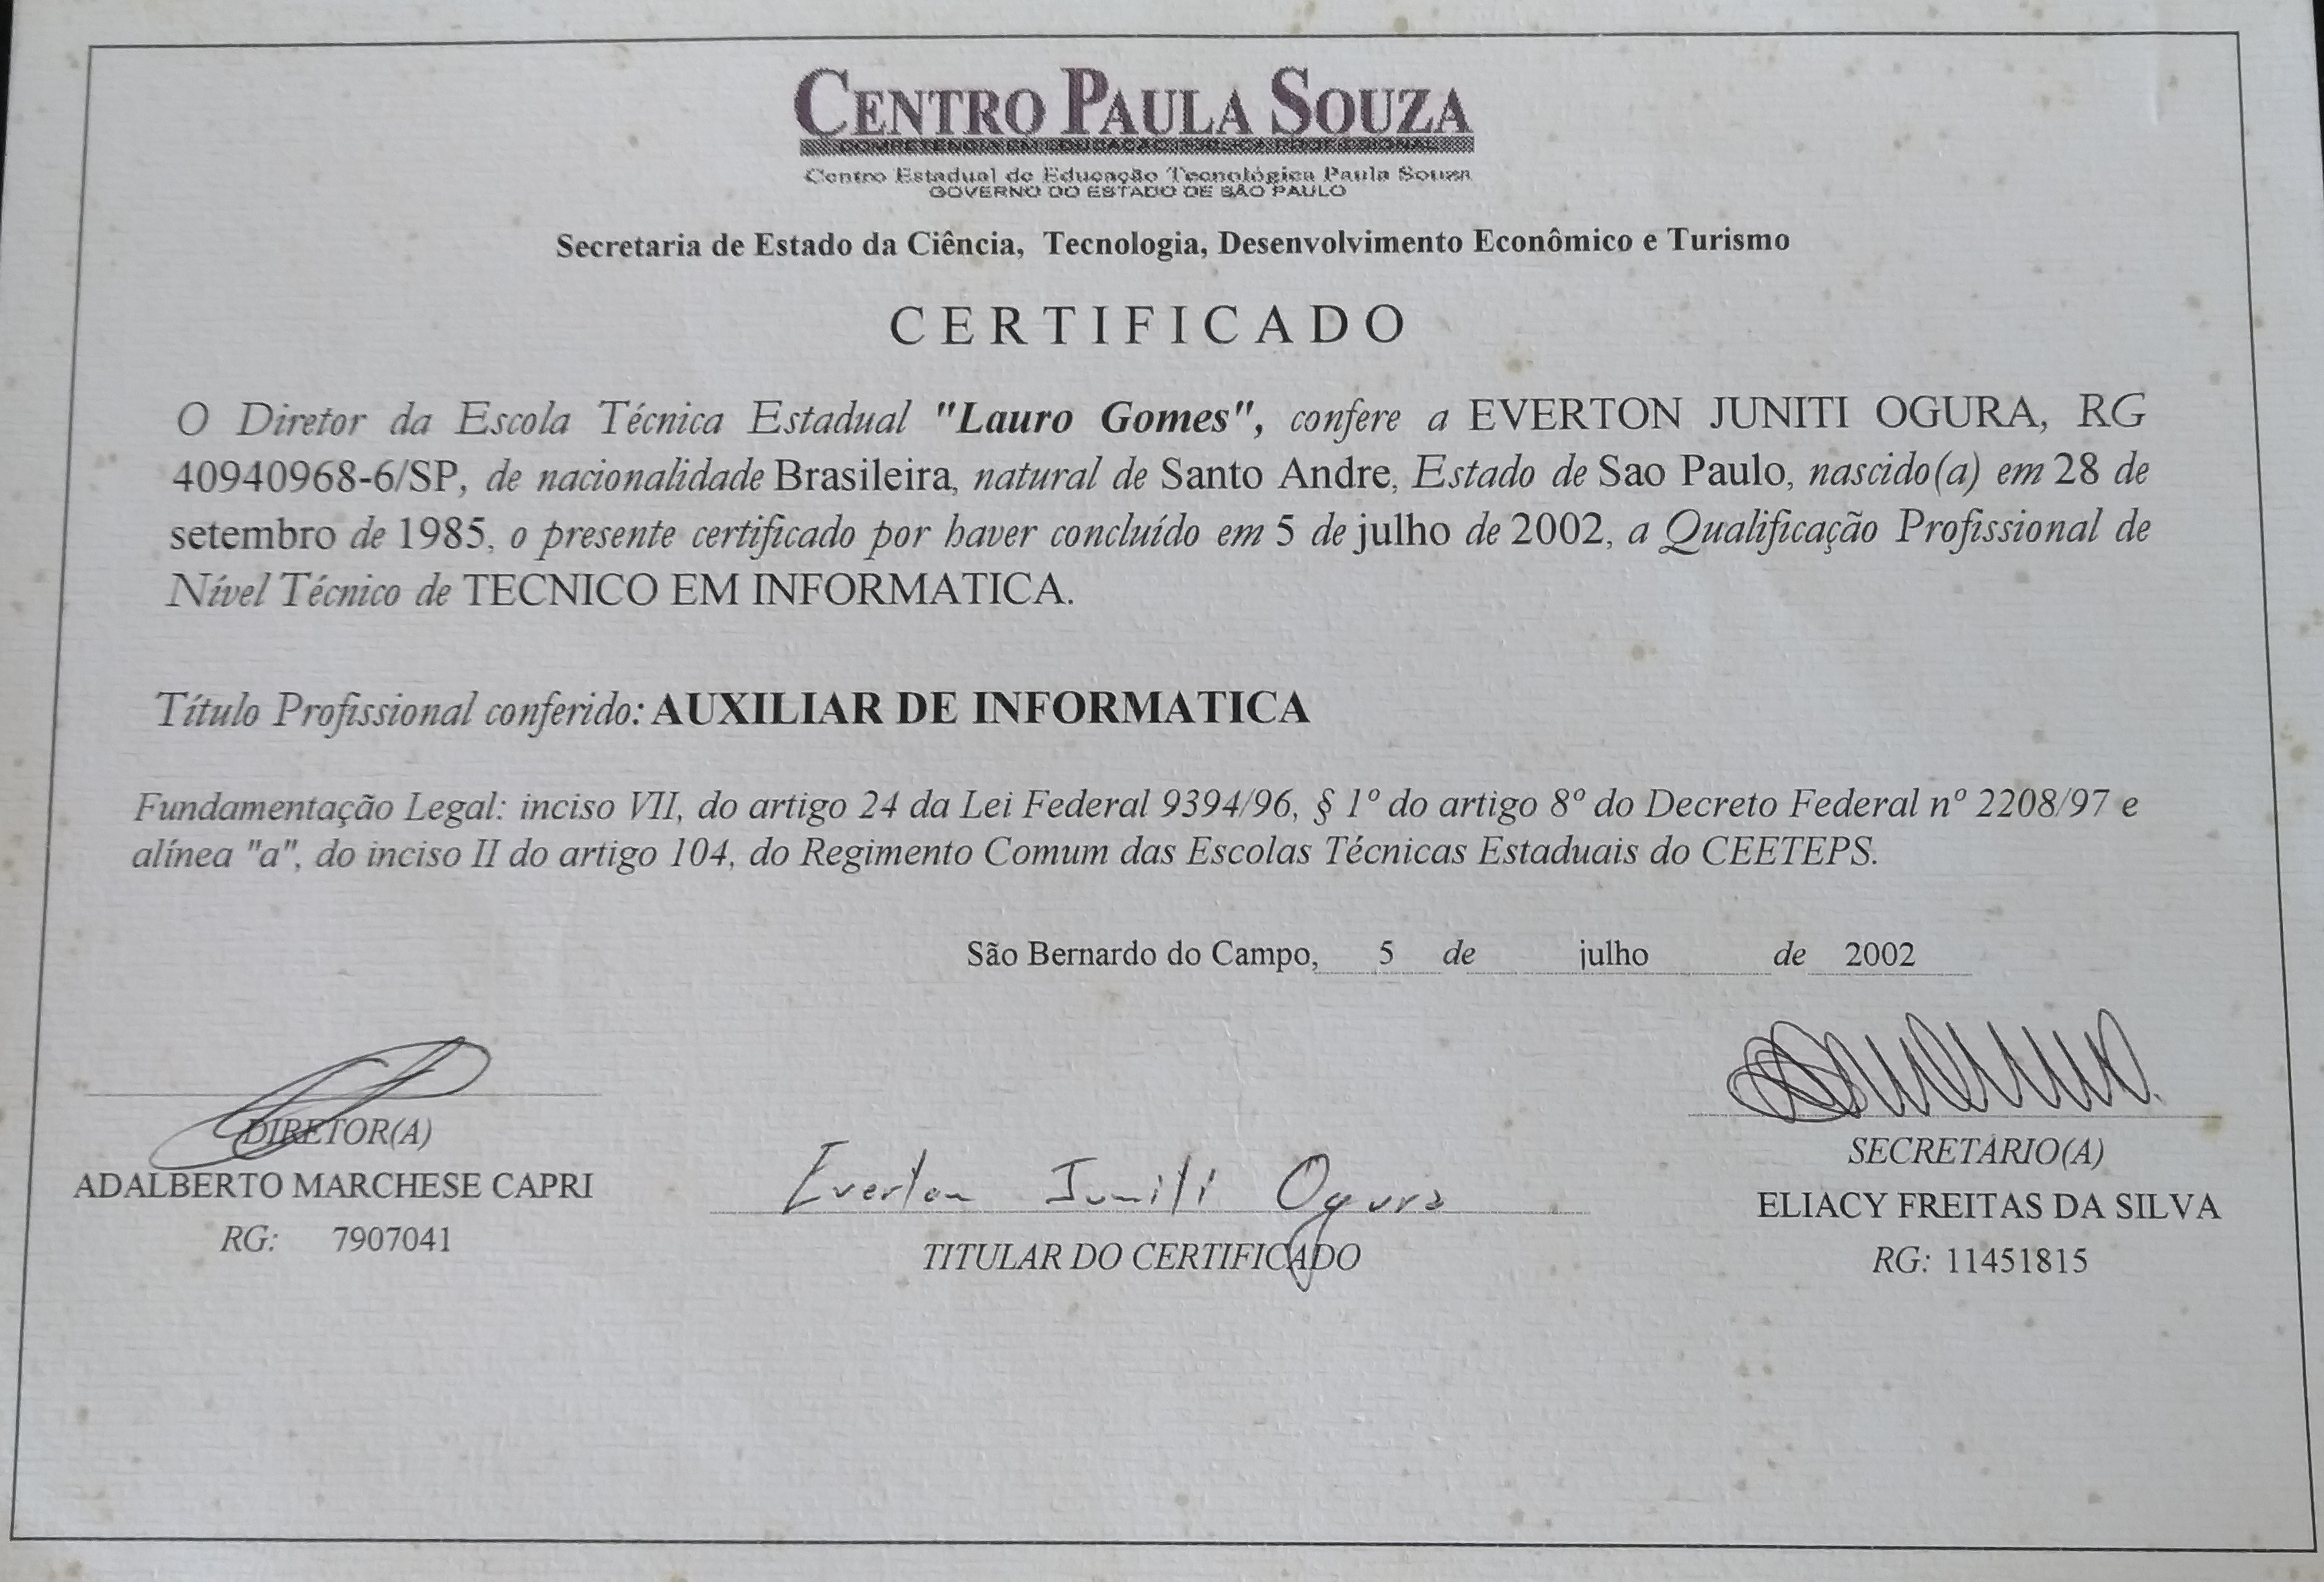 CENTRO PAULA SOUZA
COMPETÊNCIA EM EDUCAÇÃO PÚBLICA PROFISSIONAL
Centro Estadual de Educação Tecnológica Paula Souza
GOVERNO DO ESTADO DE SÃO PAULO
Secretaria de Estado da Ciência, Tecnologia, Desenvolvimento Econômico e Turismo
CERTIFICADO
O Diretor da Escola Técnica Estadual "Lauro Gomes", confere a EVERTON JUNITI OGURA, RG
40940968-6/SP, de nacionalidade Brasileira, natural de Santo Andre, Estado de Sao Paulo, nascido(a) em 28 de
setembro de 1985, o presente certificado por haver concluído em 5 de julho de 2002, a Qualificação Profissional de
Nível Técnico de TECNICO EM INFORMATICA.
Título Profissional conferido: AUXILIAR DE INFORMATICA
Fundamentação Legal: inciso VII, do artigo 24 da Lei Federal 9394/96, § 1º do artigo 8º do Decreto Federal nº 2208/97 e
alínea "a", do inciso II do artigo 104, do Regimento Comum das Escolas Técnicas Estaduais do CEETEPS.
São Bernardo do Campo, 5 de julho de 2002
DIRETOR(A)
ADALBERTO MARCHESE CAPRI
RG: 7907041
Everton Juniti Ogura
TITULAR DO CERTIFICADO
SECRETÁRIO(A)
ELIACY FREITAS DA SILVA
RG: 11451815